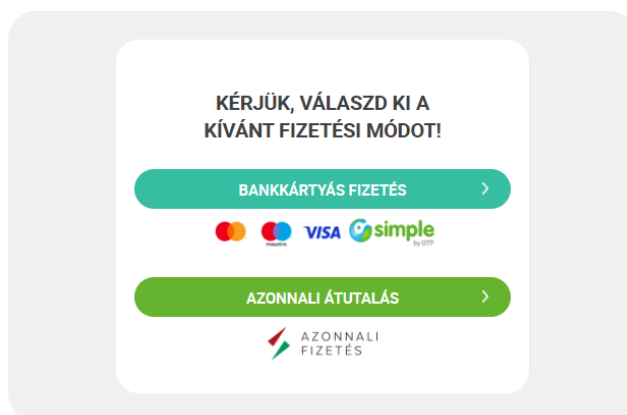 KÉRJÜK, VÁLASZD KI A
KÍVÁNT FIZETÉSI MÓDOT!
BANKKÁRTYÁS FIZETÉS
maestro VISA simple
by OTP
AZONNALI ÁTUTALÁS
AZONNALI
FIZETÉS